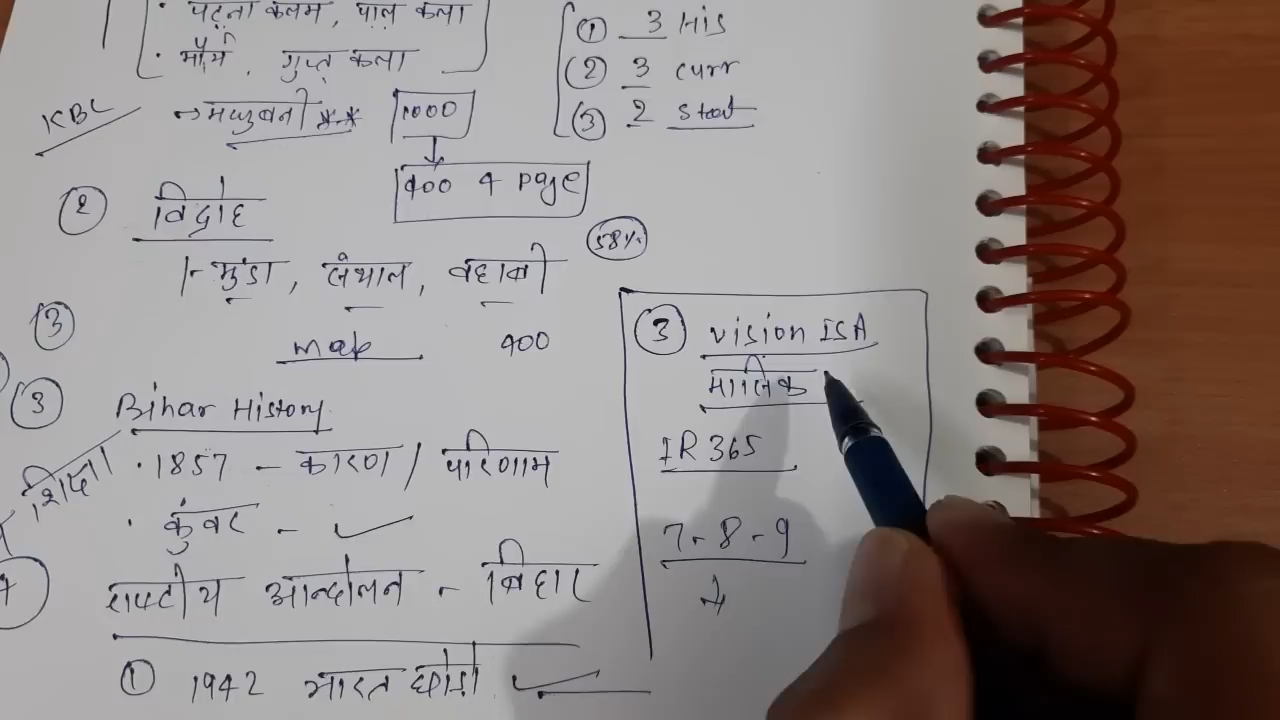 • पटना कलम, पाल कला
• मौर्य, गुप्त कला
KBC
→ मधुबनी ***
1000
400 4 page
① 3 His
② 3 Curr
③ 2 Stat
② विद्रोह
58%
मुंडा, संथाल, वहाबी
③
map 400
③ Bihar History
शिक्षा
• 1857 - कारण / परिणाम
• कुंवर -
राष्ट्रीय आन्दोलन - बिहार
① 1942 भारत छोड़ो
③ Vision ISA
मासिक
IR 365
7-8-9